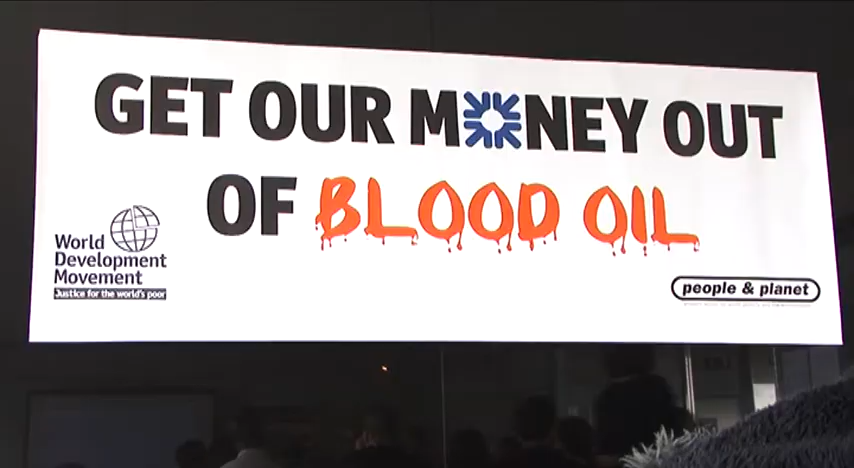 GET OUR MONEY OUT
OF BLOOD OIL
World
Development
Movement
Justice for the world's poor
people & planet